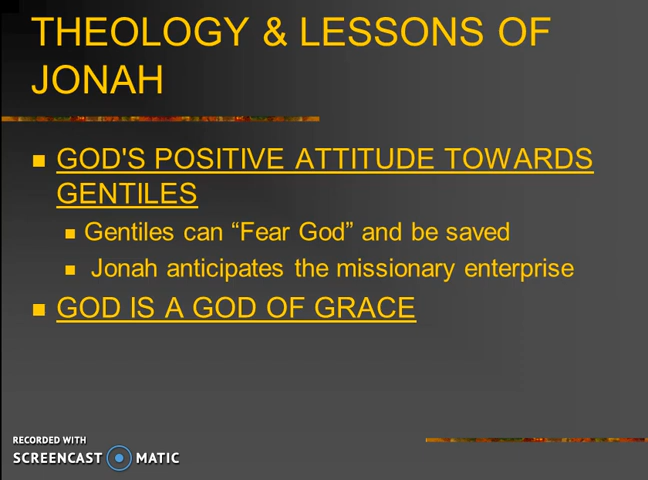 THEOLOGY & LESSONS OF
JONAH
GOD'S POSITIVE ATTITUDE TOWARDS
GENTILES
Gentiles can “Fear God” and be saved
Jonah anticipates the missionary enterprise
GOD IS A GOD OF GRACE
RECORDED WITH
SCREENCAST MATIC